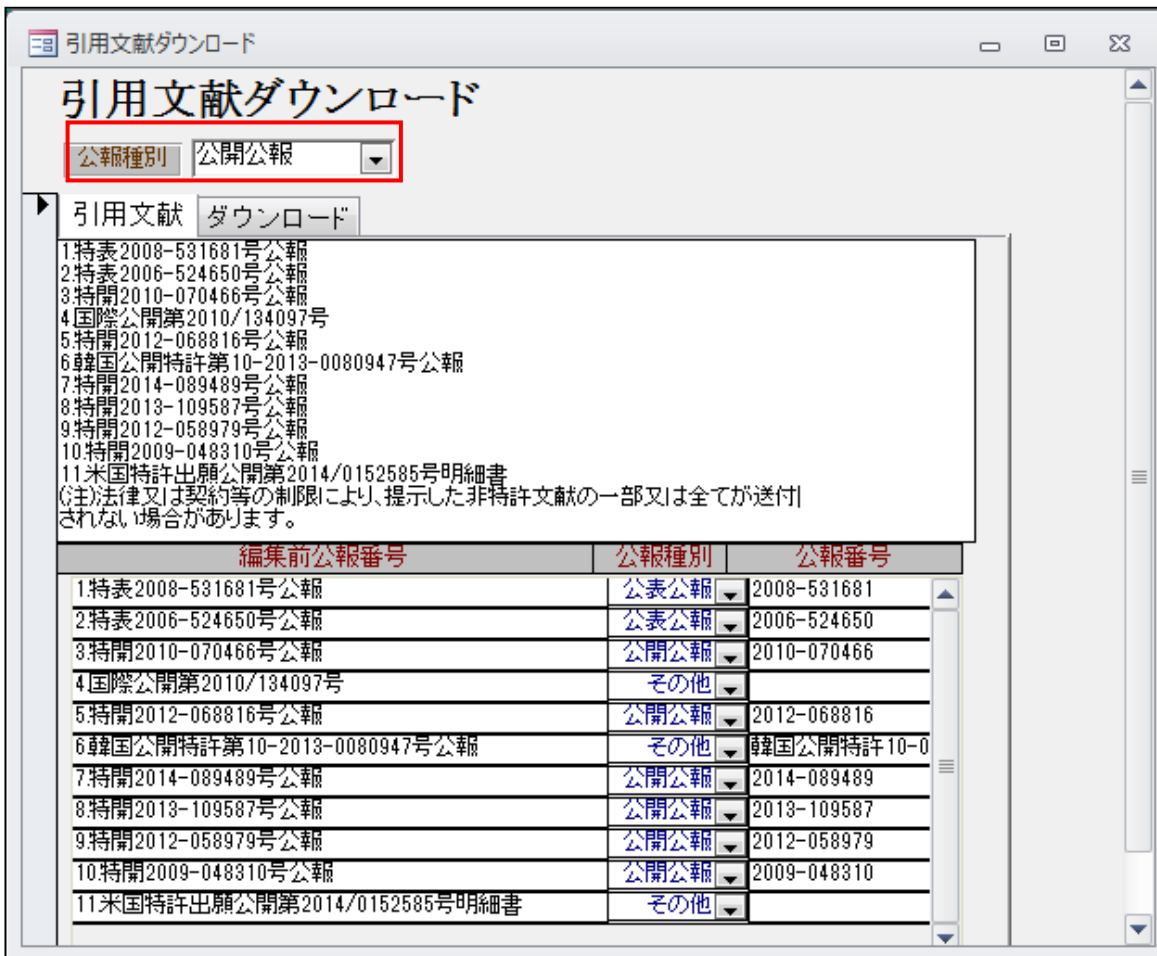 引用文献ダウンロード
引用文献ダウンロード
公報種別 公開公報
引用文献 ダウンロード
1.特表2008-531681号公報
2.特表2006-524650号公報
3.特開2010-070466号公報
4.国際公開第2010/134097号
5.特開2012-068816号公報
6.韓国公開特許第10-2013-0080947号公報
7.特開2014-089489号公報
8.特開2013-109587号公報
9.特開2012-058979号公報
10.特開2009-048310号公報
11.米国特許出願公開第2014/0152585号明細書
(注)法律又は契約等の制限により、提示した非特許文献の一部又は全てが送付
されない場合があります。
編集前公報番号 公報種別 公報番号
1.特表2008-531681号公報 公表公報 2008-531681
2.特表2006-524650号公報 公表公報 2006-524650
3.特開2010-070466号公報 公開公報 2010-070466
4.国際公開第2010/134097号 その他
5.特開2012-068816号公報 公開公報 2012-068816
6.韓国公開特許第10-2013-0080947号公報 その他 韓国公開特許10-0
7.特開2014-089489号公報 公開公報 2014-089489
8.特開2013-109587号公報 公開公報 2013-109587
9.特開2012-058979号公報 公開公報 2012-058979
10.特開2009-048310号公報 公開公報 2009-048310
11.米国特許出願公開第2014/0152585号明細書 その他